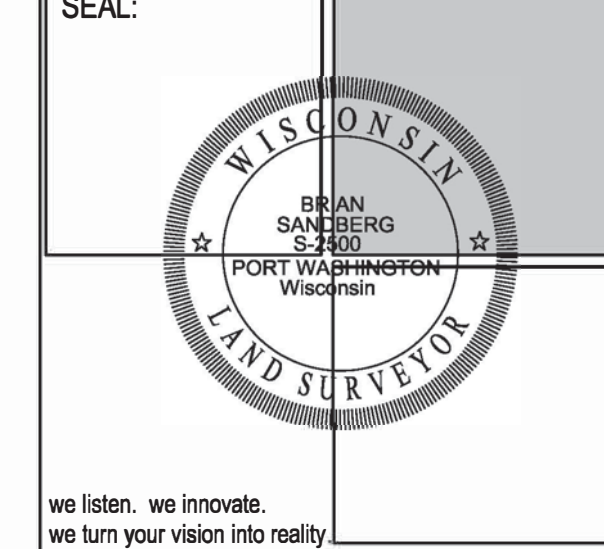 SEAL:
WISCONSIN
BRIAN
SANDBERG
S-2500
PORT WASHINGTON
Wisconsin
LAND SURVEYOR
we listen. we innovate.
we turn your vision into reality.